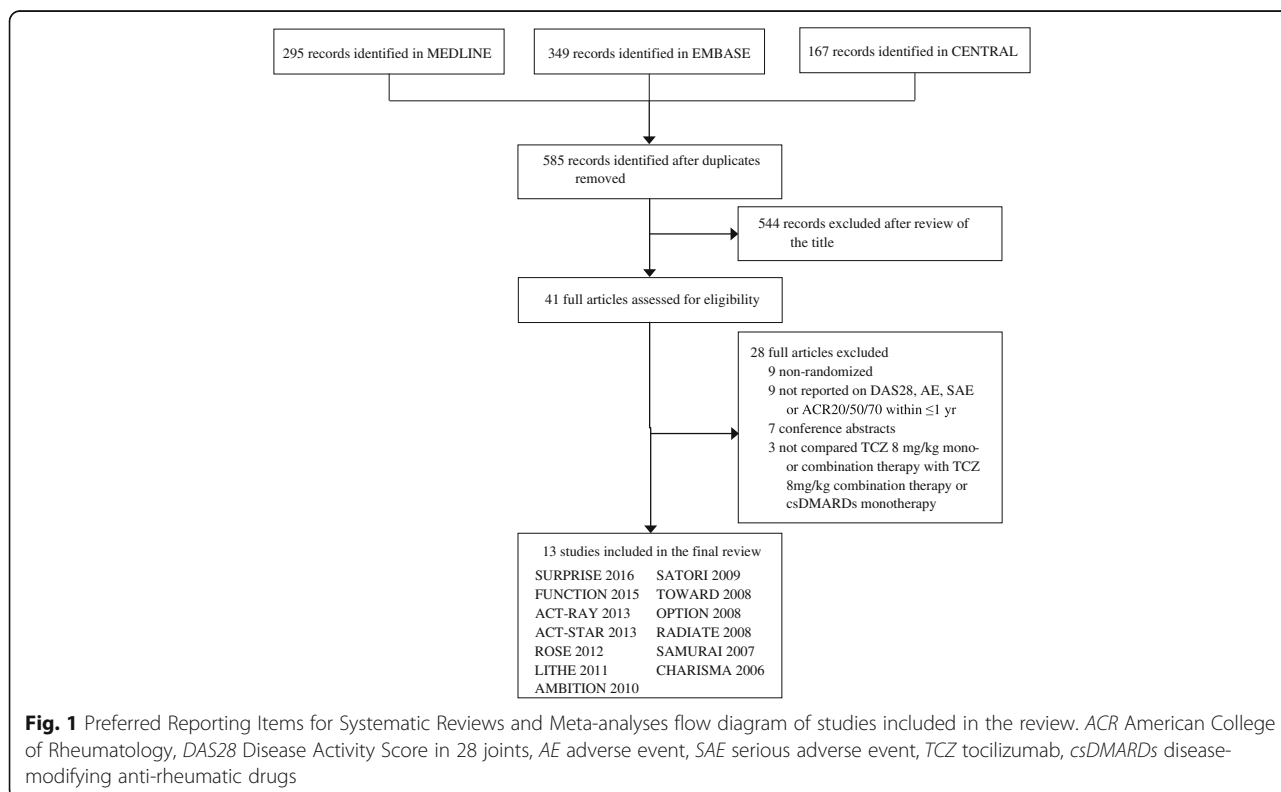 295 records identified in MEDLINE
349 records identified in EMBASE
167 records identified in CENTRAL
585 records identified after duplicates
removed
544 records excluded after review of
the title
41 full articles assessed for eligibility
28 full articles excluded
9 non-randomized
9 not reported on DAS28, AE, SAE
or ACR20/50/70 within ≤1 yr
7 conference abstracts
3 not compared TCZ 8 mg/kg mono-
or combination therapy with TCZ
8mg/kg combination therapy or
csDMARDs monotherapy
13 studies included in the final review
SURPRISE 2016 SATORI 2009
FUNCTION 2015 TOWARD 2008
ACT-RAY 2013 OPTION 2008
ACT-STAR 2013 RADIATE 2008
ROSE 2012 SAMURAI 2007
LITHE 2011 CHARISMA 2006
AMBITION 2010
Fig. 1 Preferred Reporting Items for Systematic Reviews and Meta-analyses flow diagram of studies included in the review. ACR American College
of Rheumatology, DAS28 Disease Activity Score in 28 joints, AE adverse event, SAE serious adverse event, TCZ tocilizumab, csDMARDs disease-
modifying anti-rheumatic drugs